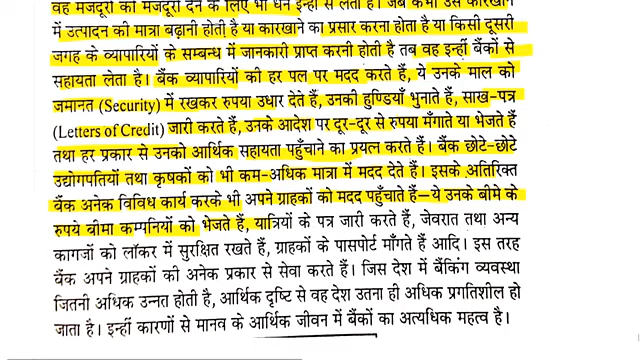 वह मजदूरों को मजदूरी देने के लिए भी धन इन्हीं से लेता है। जब कभी उसे कारखाने
में उत्पादन की मात्रा बढ़ानी होती है या कारखाने का प्रसार करना होता है या किसी दूसरी
जगह के व्यापारियों के सम्बन्ध में जानकारी प्राप्त करनी होती है तब वह इन्हीं बैंकों से
सहायता लेता है। बैंक व्यापारियों की हर पल पर मदद करते हैं, ये उनके माल को
जमानत (Security) में रखकर रुपया उधार देते हैं, उनकी हुण्डियाँ भुनाते हैं, साख-पत्र
(Letters of Credit) जारी करते हैं, उनके आदेश पर दूर-दूर से रुपया मँगाते या भेजते हैं
तथा हर प्रकार से उनको आर्थिक सहायता पहुँचाने का प्रयत्न करते हैं। बैंक छोटे-छोटे
उद्योगपतियों तथा कृषकों को भी कम-अधिक मात्रा में मदद देते हैं। इसके अतिरिक्त
बैंक अनेक विविध कार्य करके भी अपने ग्राहकों को मदद पहुँचाते हैं—ये उनके बीमे के
रुपये बीमा कम्पनियों को भेजते हैं, यात्रियों के पत्र जारी करते हैं, जेवरात तथा अन्य
कागजों को लॉकर में सुरक्षित रखते हैं, ग्राहकों के पासपोर्ट माँगते हैं आदि। इस तरह
बैंक अपने ग्राहकों की अनेक प्रकार से सेवा करते हैं। जिस देश में बैंकिंग व्यवस्था
जितनी अधिक उन्नत होती है, आर्थिक दृष्टि से वह देश उतना ही अधिक प्रगतिशील हो
जाता है। इन्हीं कारणों से मानव के आर्थिक जीवन में बैंकों का अत्यधिक महत्व है।